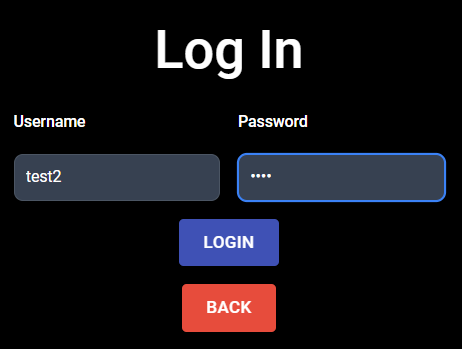 Log In
Username
Password
test2
••••
LOGIN
BACK